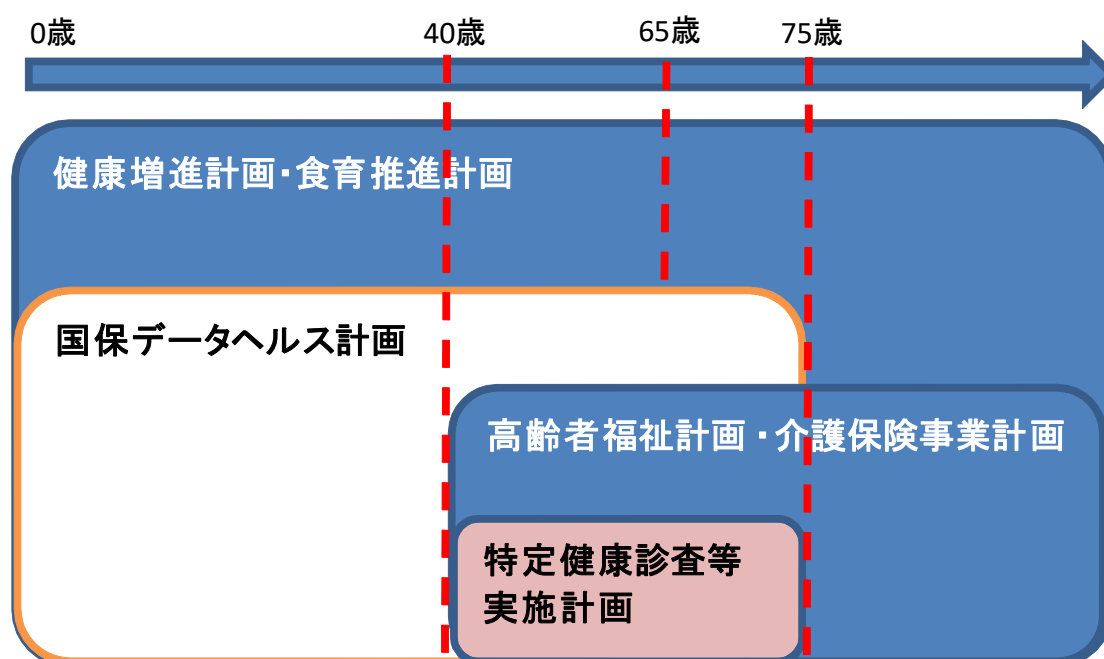 0歳 40歳 65歳 75歳
健康増進計画・食育推進計画
国保データヘルス計画
高齢者福祉計画・介護保険事業計画
特定健康診査等
実施計画